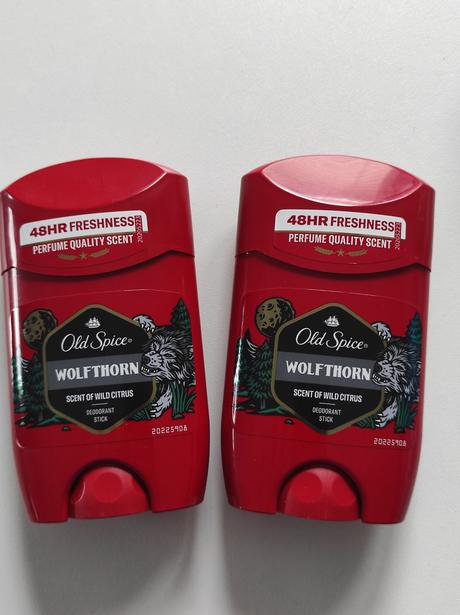 48HR FRESHNESS
PERFUME QUALITY SCENT
Old Spice
WOLFTHORN
SCENT OF WILD CITRUS
DEODORANT
STICK
20225908
48HR FRESHNESS
PERFUME QUALITY SCENT
Old Spice
WOLFTHORN
SCENT OF WILD CITRUS
DEODORANT
STICK
20225908